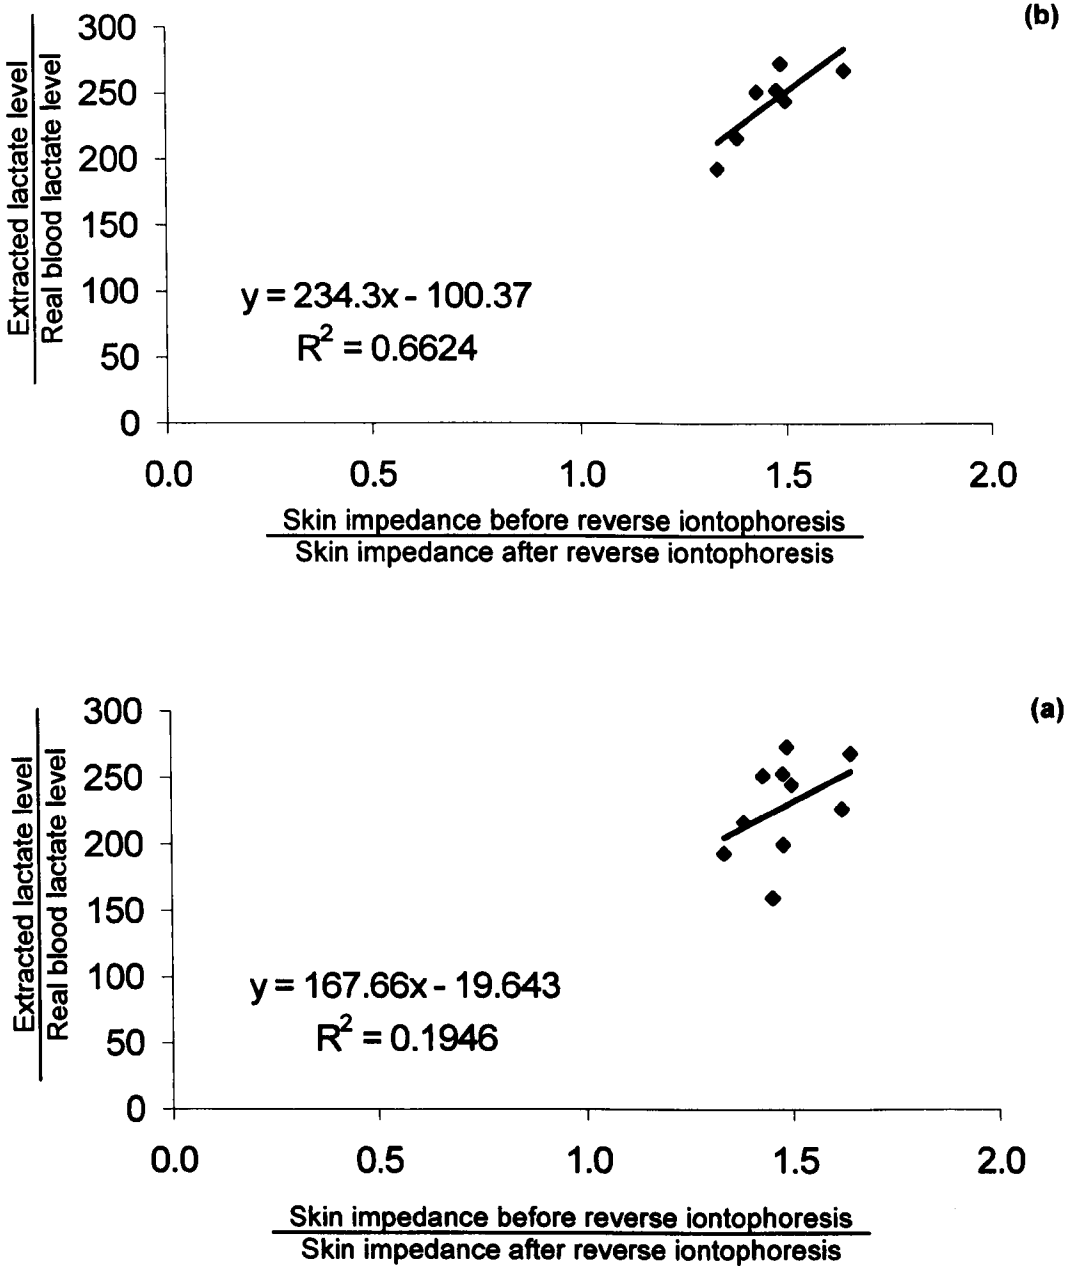 (b)
Extracted lactate level
Real blood lactate level
300
250
200
150
100
50
0
y = 234.3x - 100.37
R² = 0.6624
0.0 0.5 1.0 1.5 2.0
Skin impedance before reverse iontophoresis
Skin impedance after reverse iontophoresis
(a)
Extracted lactate level
Real blood lactate level
300
250
200
150
100
50
0
y = 167.66x - 19.643
R² = 0.1946
0.0 0.5 1.0 1.5 2.0
Skin impedance before reverse iontophoresis
Skin impedance after reverse iontophoresis